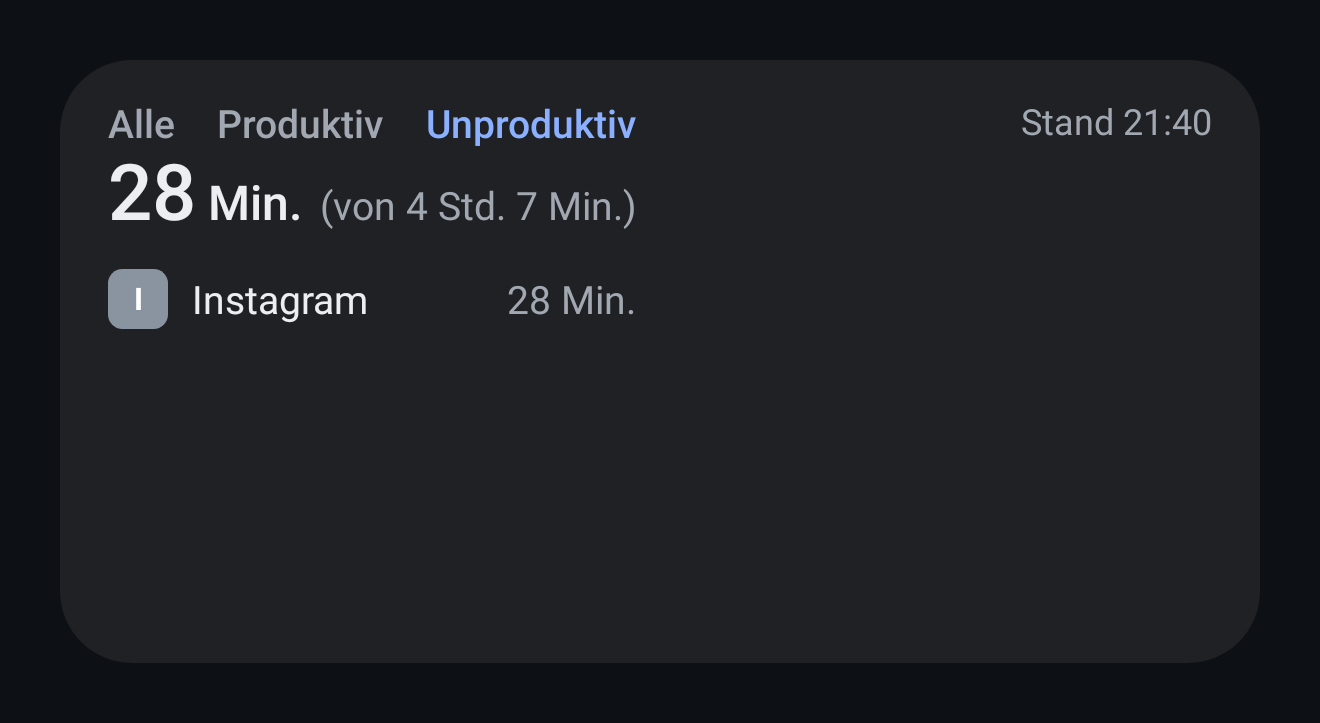 Alle Produktiv Unproduktiv Stand 21:40
28 Min. (von 4 Std. 7 Min.)
I Instagram 28 Min.